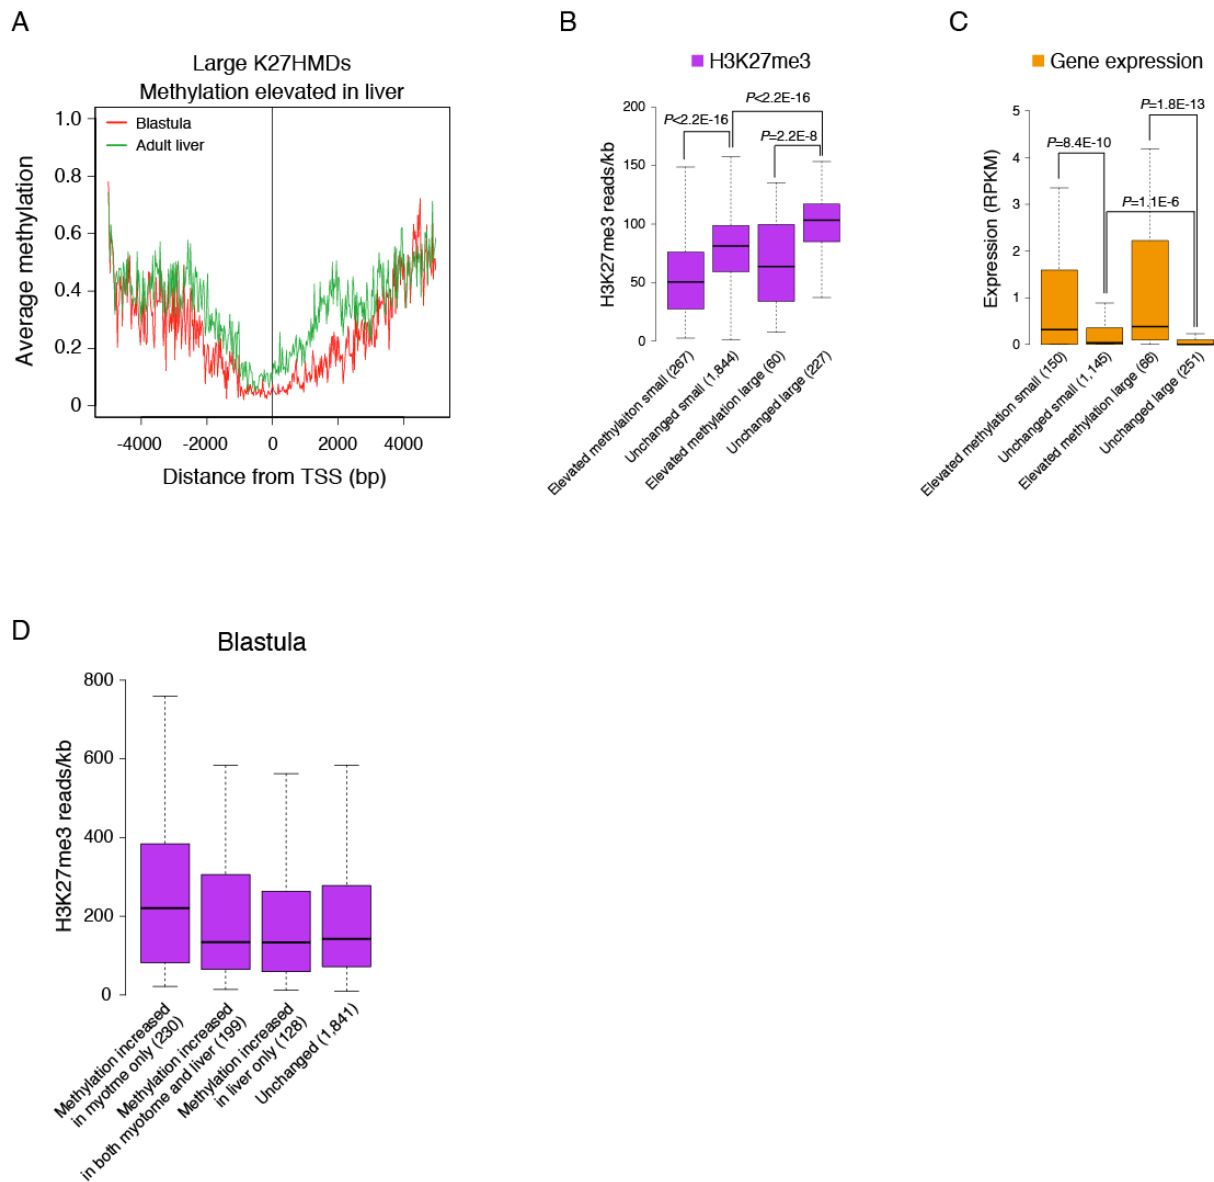 A
Large K27HMDs
Methylation elevated in liver
1.0
0.8
0.6
0.4
0.2
0
Average methylation
Blastula
Adult liver
-4000
-2000
0
2000
4000
Distance from TSS (bp)
B
H3K27me3
200
150
100
50
0
H3K27me3 reads/kb
P<2.2E-16
P<2.2E-16
P=2.2E-8
Elevated methylaiton small (267)
Unchanged small (1,844)
Elevated methylation large (60)
Unchanged large (227)
C
Gene expression
5
4
3
2
1
0
Expression (RPKM)
P=1.8E-13
P=8.4E-10
P=1.1E-6
Elevated methylation small (150)
Unchanged small (1,145)
Elevated methylation large (66)
Unchanged large (251)
D
Blastula
800
600
400
200
0
H3K27me3 reads/kb
Methylation increased
in myotme only (230)
Methylation increased
in both myotome and liver (199)
Methylation increased
in liver only (128)
Unchanged (1,841)